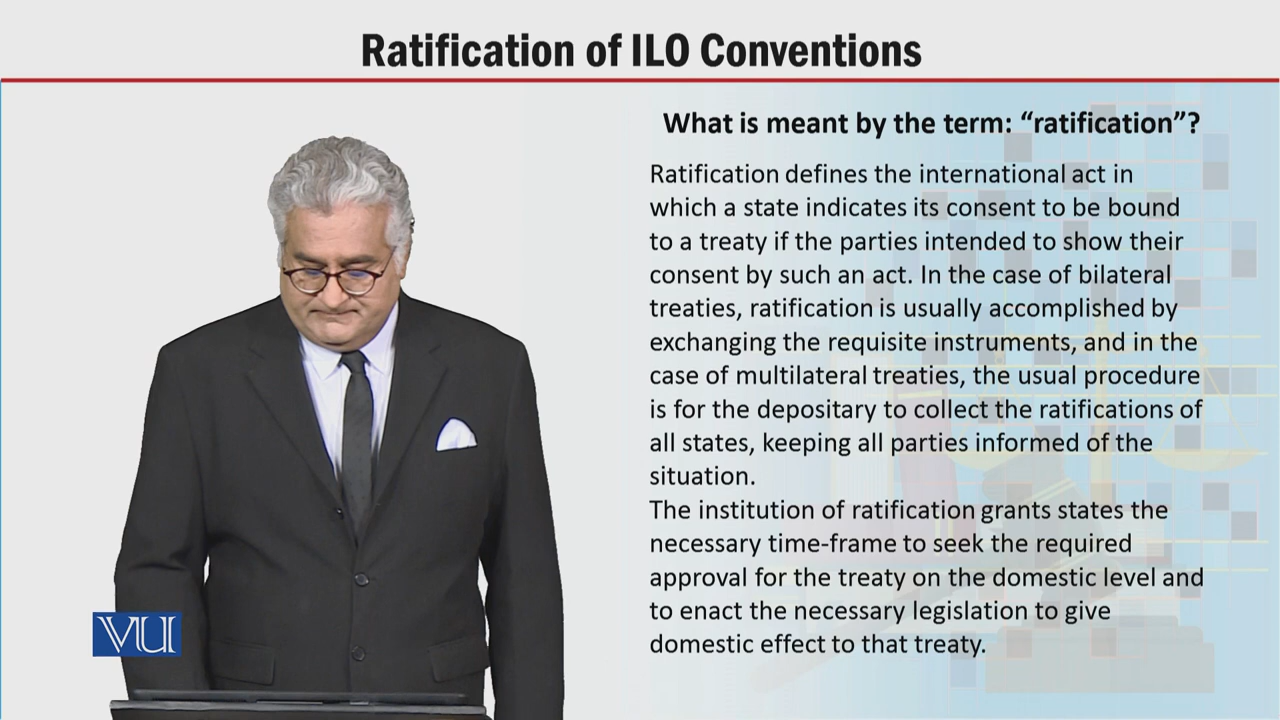 Ratification of ILO Conventions
What is meant by the term: “ratification”?
Ratification defines the international act in
which a state indicates its consent to be bound
to a treaty if the parties intended to show their
consent by such an act. In the case of bilateral
treaties, ratification is usually accomplished by
exchanging the requisite instruments, and in the
case of multilateral treaties, the usual procedure
is for the depositary to collect the ratifications of
all states, keeping all parties informed of the
situation.
The institution of ratification grants states the
necessary time-frame to seek the required
approval for the treaty on the domestic level and
to enact the necessary legislation to give
domestic effect to that treaty.
VU